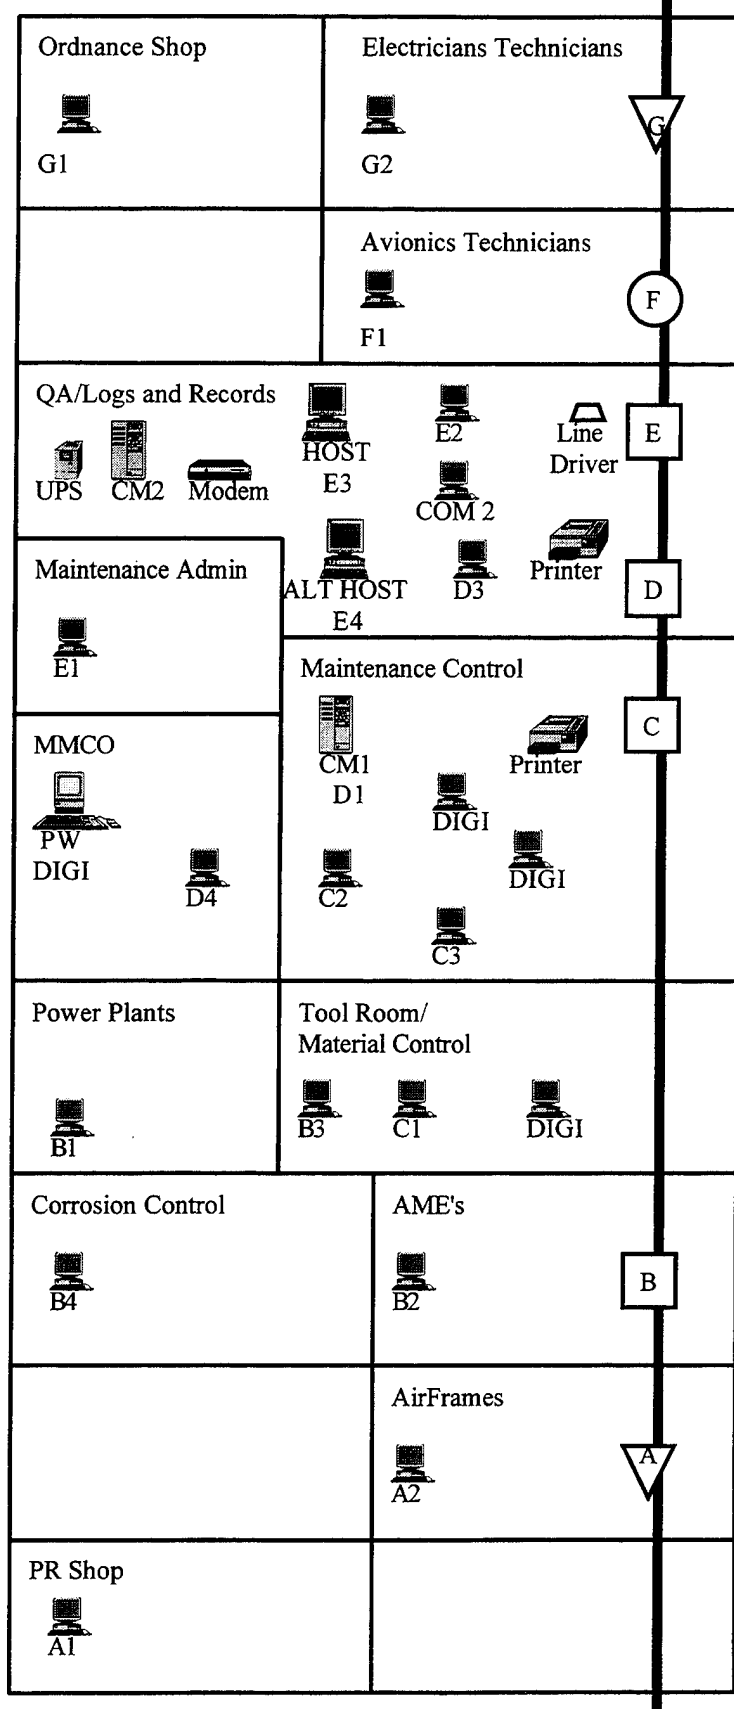 Ordnance Shop
Electricians Technicians
G
G1
G2
Avionics Technicians
F
F1
QA/Logs and Records
E2
Line
Driver
E
HOST
E3
UPS
CM2
Modem
COM 2
Maintenance Admin
ALT HOST
E4
D3
Printer
D
E1
Maintenance Control
C
MMCO
CM1
D1
Printer
DIGI
PW
DIGI
D4
C2
DIGI
C3
Power Plants
Tool Room/
Material Control
B1
B3
C1
DIGI
Corrosion Control
AME's
B4
B2
B
AirFrames
A
A2
PR Shop
A1